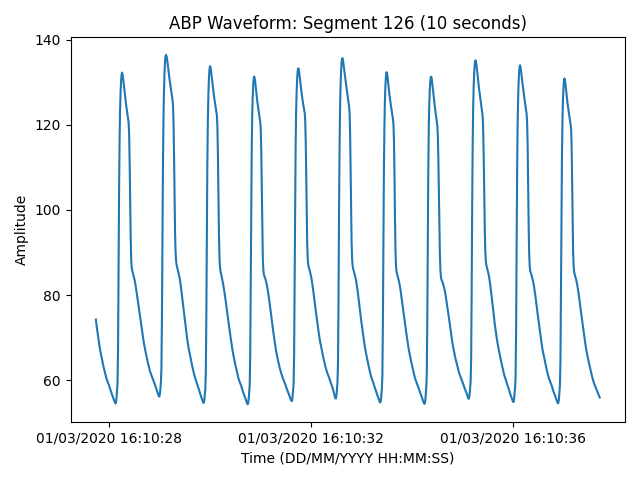 ABP Waveform: Segment 126 (10 seconds)
140
120
100
80
60
Amplitude
01/03/2020 16:10:28
01/03/2020 16:10:32
01/03/2020 16:10:36
Time (DD/MM/YYYY HH:MM:SS)